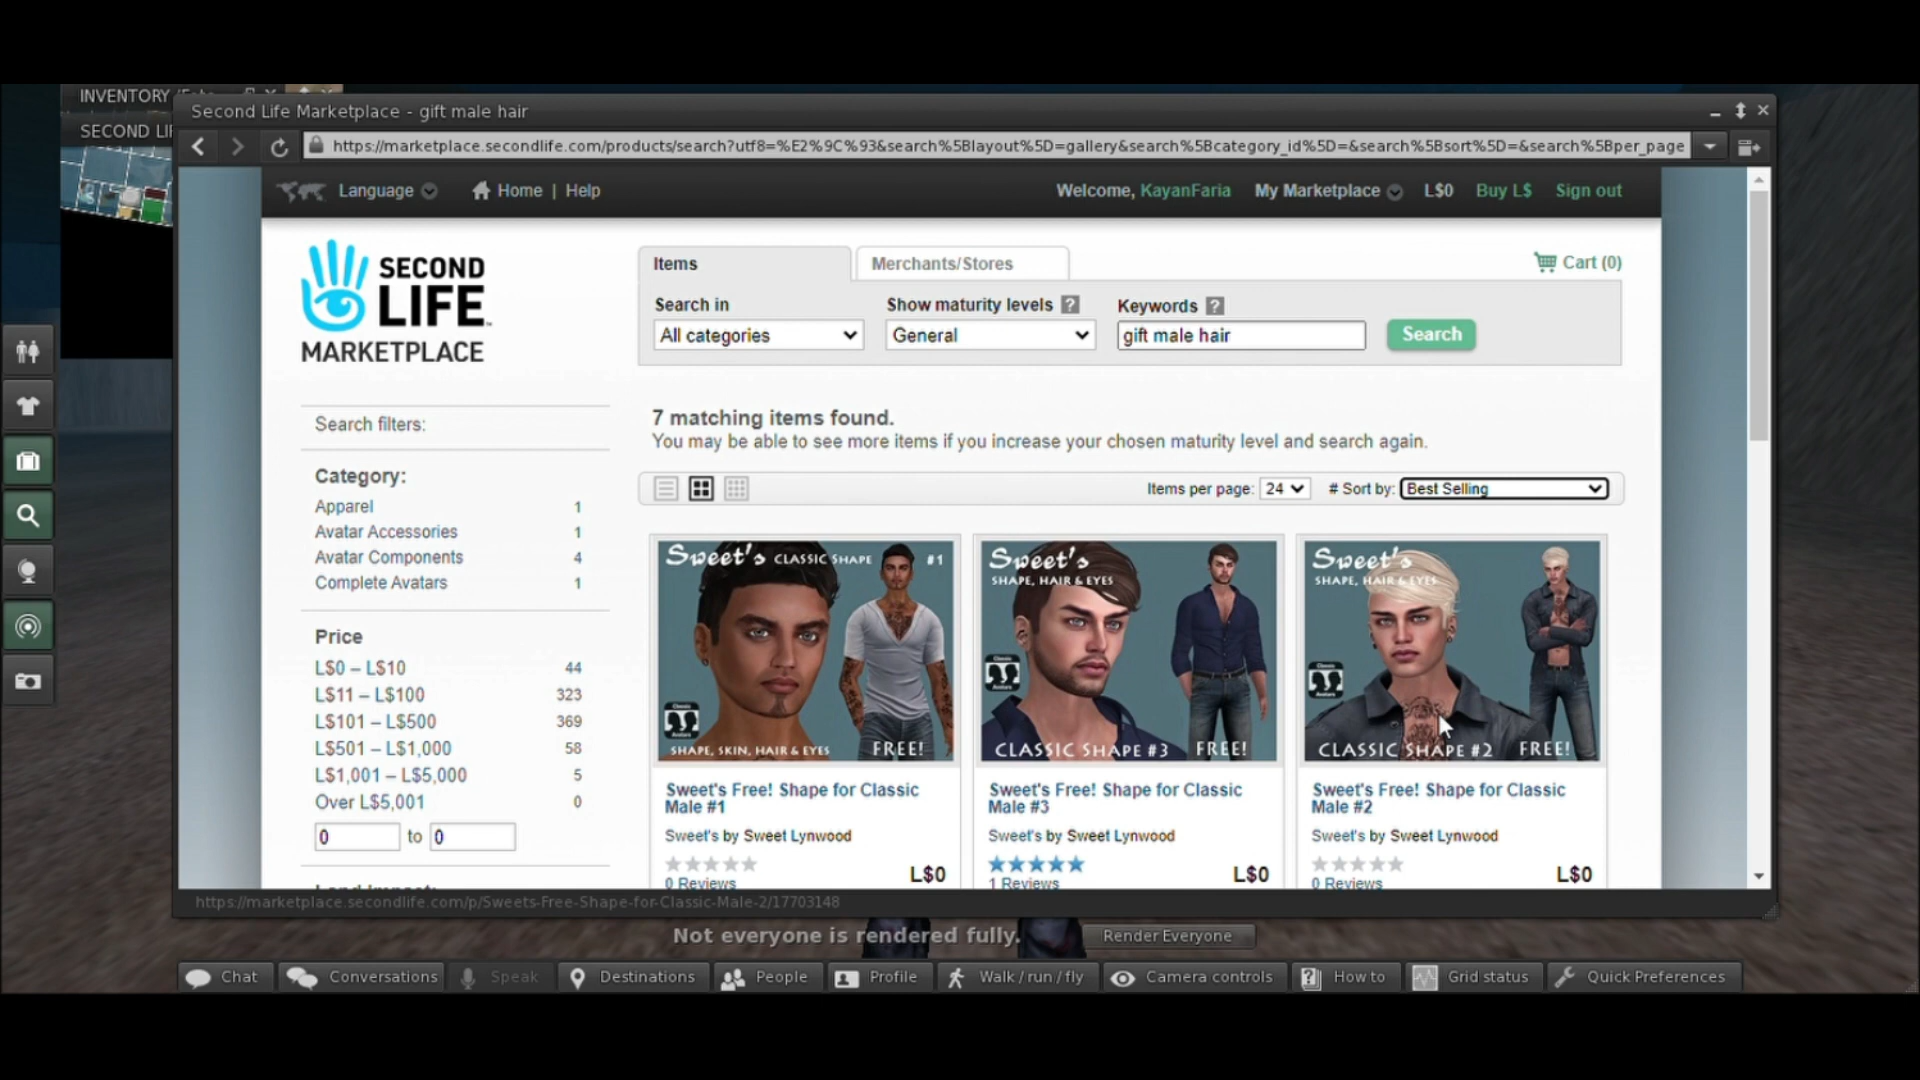 INVENTORY
Second Life Marketplace - gift male hair
SECOND LIF
https://marketplace.secondlife.com/products/search?utf8=%E2%9C%93&search%5Blayout%5D=gallery&search%5Bcategory_id%5D=&search%5Bsort%5D=&search%5Bper_page
Language Home | Help Welcome, KayanFaria My Marketplace L$0 Buy L$ Sign out
SECOND LIFE MARKETPLACE
Items Merchants/Stores Cart (0)
Search in Show maturity levels ? Keywords ?
All categories General gift male hair Search
7 matching items found.
You may be able to see more items if you increase your chosen maturity level and search again.
Items per page: 24 # Sort by: Best Selling
Search filters:
Category:
Apparel 1
Avatar Accessories 1
Avatar Components 4
Complete Avatars 1
Price
L$0 – L$10 44
L$11 – L$100 323
L$101 – L$500 369
L$501 – L$1,000 58
L$1,001 – L$5,000 5
Over L$5,001 0
0 to 0
Sweet's CLASSIC SHAPE #1
SHAPE, SKIN, HAIR & EYES FREE!
Sweet's Free! Shape for Classic
Male #1
Sweet's by Sweet Lynwood
0 Reviews L$0
Sweet's
SHAPE, HAIR & EYES
CLASSIC SHAPE #3 FREE!
Sweet's Free! Shape for Classic
Male #3
Sweet's by Sweet Lynwood
1 Reviews L$0
Sweet's
SHAPE, HAIR & EYES
CLASSIC SHAPE #2 FREE!
Sweet's Free! Shape for Classic
Male #2
Sweet's by Sweet Lynwood
0 Reviews L$0
https://marketplace.secondlife.com/p/Sweets-Free-Shape-for-Classic-Male-2/17703148
Not everyone is rendered fully. Render Everyone
Chat Conversations Speak Destinations People Profile Walk / run / fly Camera controls How to Grid status Quick Preferences